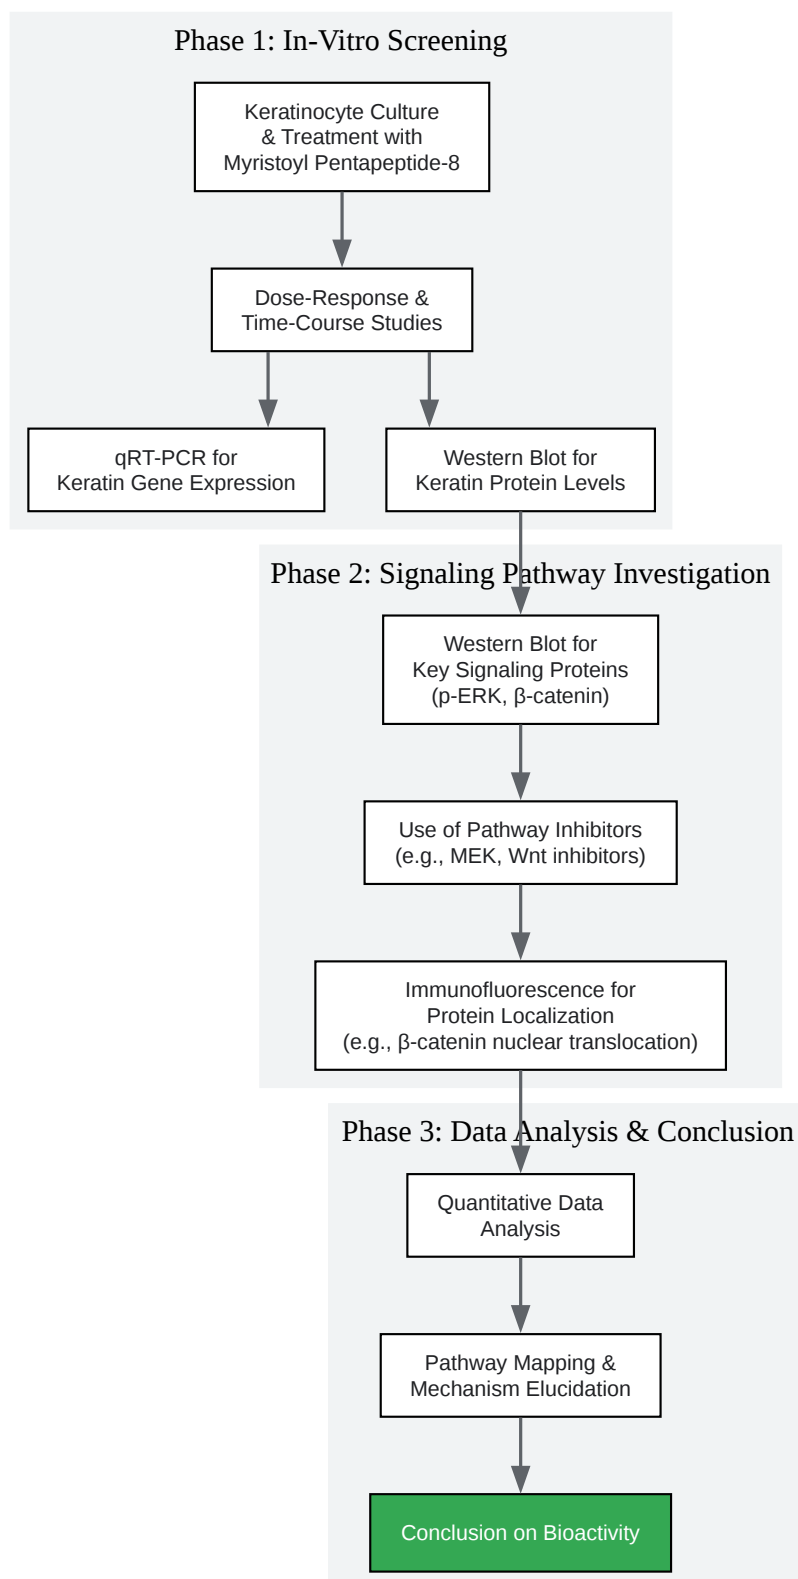 Phase 1: In-Vitro Screening
Keratinocyte Culture
& Treatment with
Myristoyl Pentapeptide-8
Dose-Response &
Time-Course Studies
qRT-PCR for
Keratin Gene Expression
Western Blot for
Keratin Protein Levels
Phase 2: Signaling Pathway Investigation
Western Blot for
Key Signaling Proteins
(p-ERK, β-catenin)
Use of Pathway Inhibitors
(e.g., MEK, Wnt inhibitors)
Immunofluorescence for
Protein Localization
(e.g., β-catenin nuclear translocation)
Phase 3: Data Analysis & Conclusion
Quantitative Data
Analysis
Pathway Mapping &
Mechanism Elucidation
Conclusion on Bioactivity